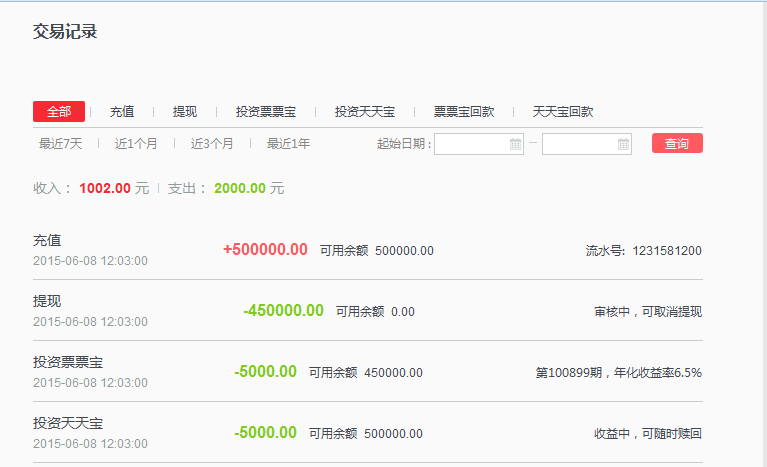 交易记录
全部 充值 提现 投资票票宝 投资天天宝 票票宝回款 天天宝回款
最近7天 近1个月 近3个月 最近1年 起始日期 : – 查询
收入 : 1002.00 元 支出 : 2000.00 元
充值 +500000.00 可用余额 500000.00 流水号: 1231581200
2015-06-08 12:03:00
提现 -450000.00 可用余额 0.00 审核中，可取消提现
2015-06-08 12:03:00
投资票票宝 -5000.00 可用余额 450000.00 第100899期，年化收益率6.5%
2015-06-08 12:03:00
投资天天宝 -5000.00 可用余额 500000.00 收益中，可随时赎回
2015-06-08 12:03:00